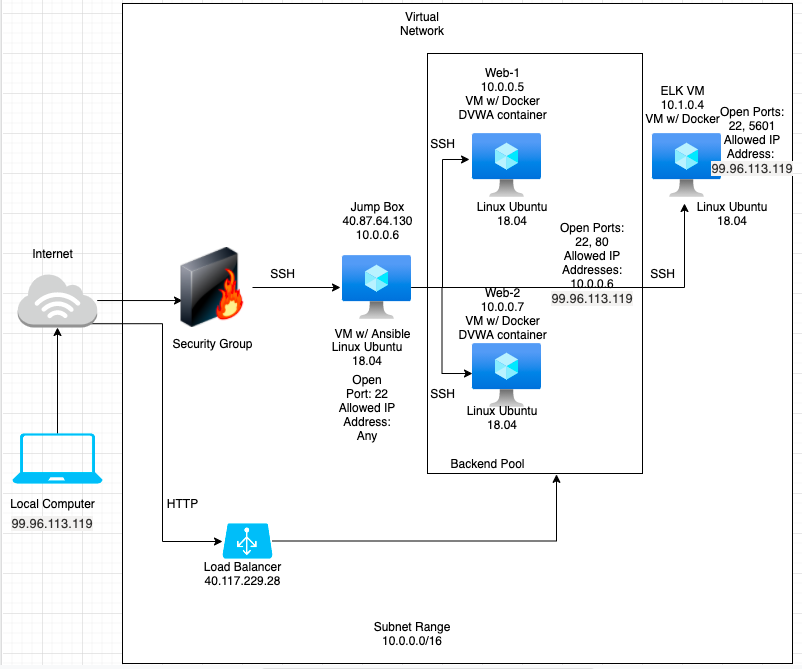 Virtual
Network
Web-1
10.0.0.5
VM w/ Docker
DVWA container
SSH
Linux Ubuntu
18.04
ELK VM
10.1.0.4
VM w/ Docker
Open Ports:
22, 5601
Allowed IP
Address:
99.96.113.119
Linux Ubuntu
18.04
Internet
Security Group
SSH
Jump Box
40.87.64.130
10.0.0.6
VM w/ Ansible
Linux Ubuntu
18.04
Open
Port: 22
Allowed IP
Address:
Any
Open Ports:
22, 80
Allowed IP
Addresses:
10.0.0.6
99.96.113.119
SSH
Web-2
10.0.0.7
VM w/ Docker
DVWA container
SSH
Linux Ubuntu
18.04
Backend Pool
Local Computer
99.96.113.119
HTTP
Load Balancer
40.117.229.28
Subnet Range
10.0.0.0/16